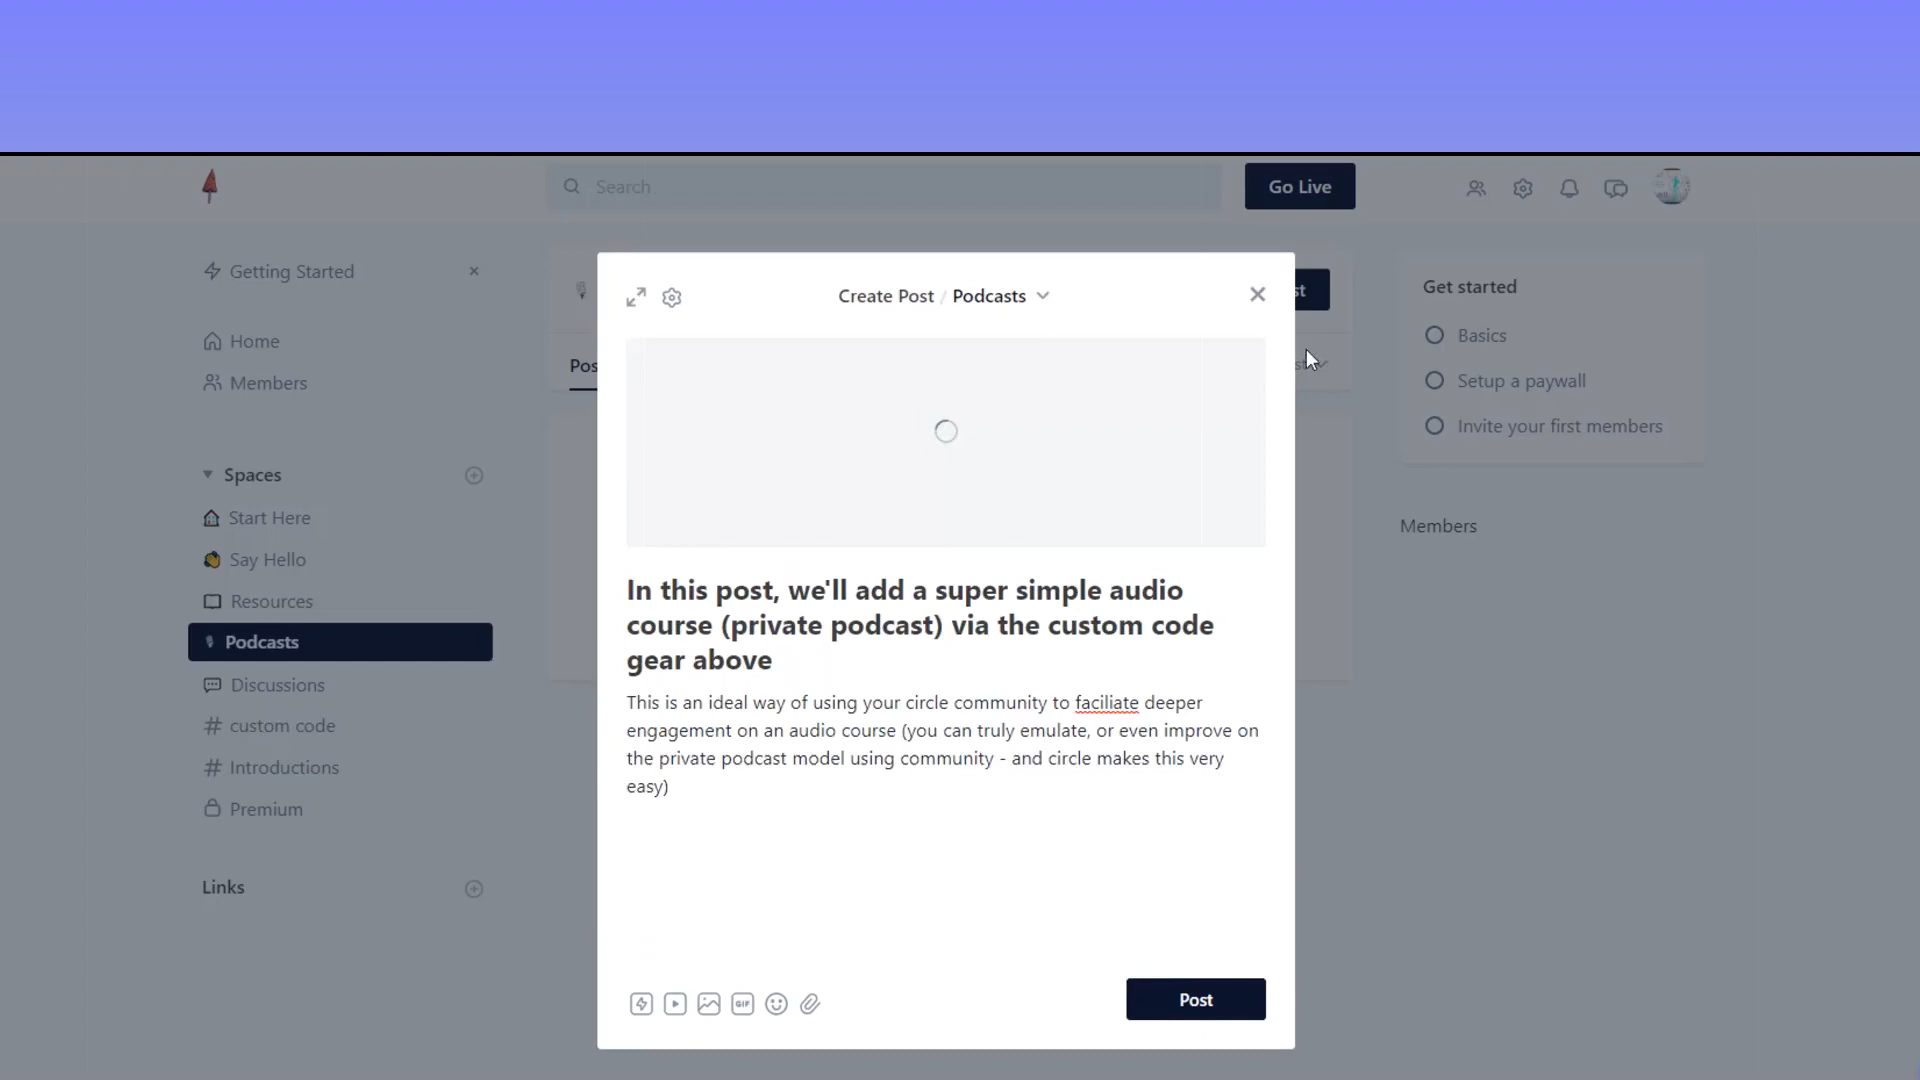 Search
Go Live
Getting Started
Home
Members
Spaces
Start Here
Say Hello
Resources
Podcasts
Discussions
# custom code
# Introductions
Premium
Links
Create Post / Podcasts
In this post, we'll add a super simple audio
course (private podcast) via the custom code
gear above
This is an ideal way of using your circle community to faciliate deeper
engagement on an audio course (you can truly emulate, or even improve on
the private podcast model using community - and circle makes this very
easy)
GIF
Post
Pos
st
Get started
Basics
Setup a paywall
Invite your first members
Members